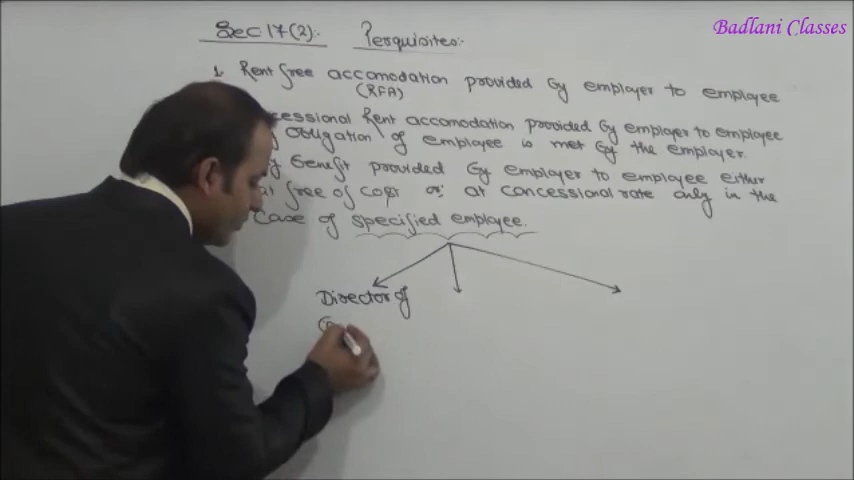 Badlani Classes
Sec 17(2):- Perquisites:-
1. Rent free accomodation provided by employer to employee
(RFA)
cessional Rent accomodation provided by employer to employee
obligation of employee is met by the employer.
benefit provided by employer to employee either
free of cost or at concessional rate only in the
case of specified employee.
Director of